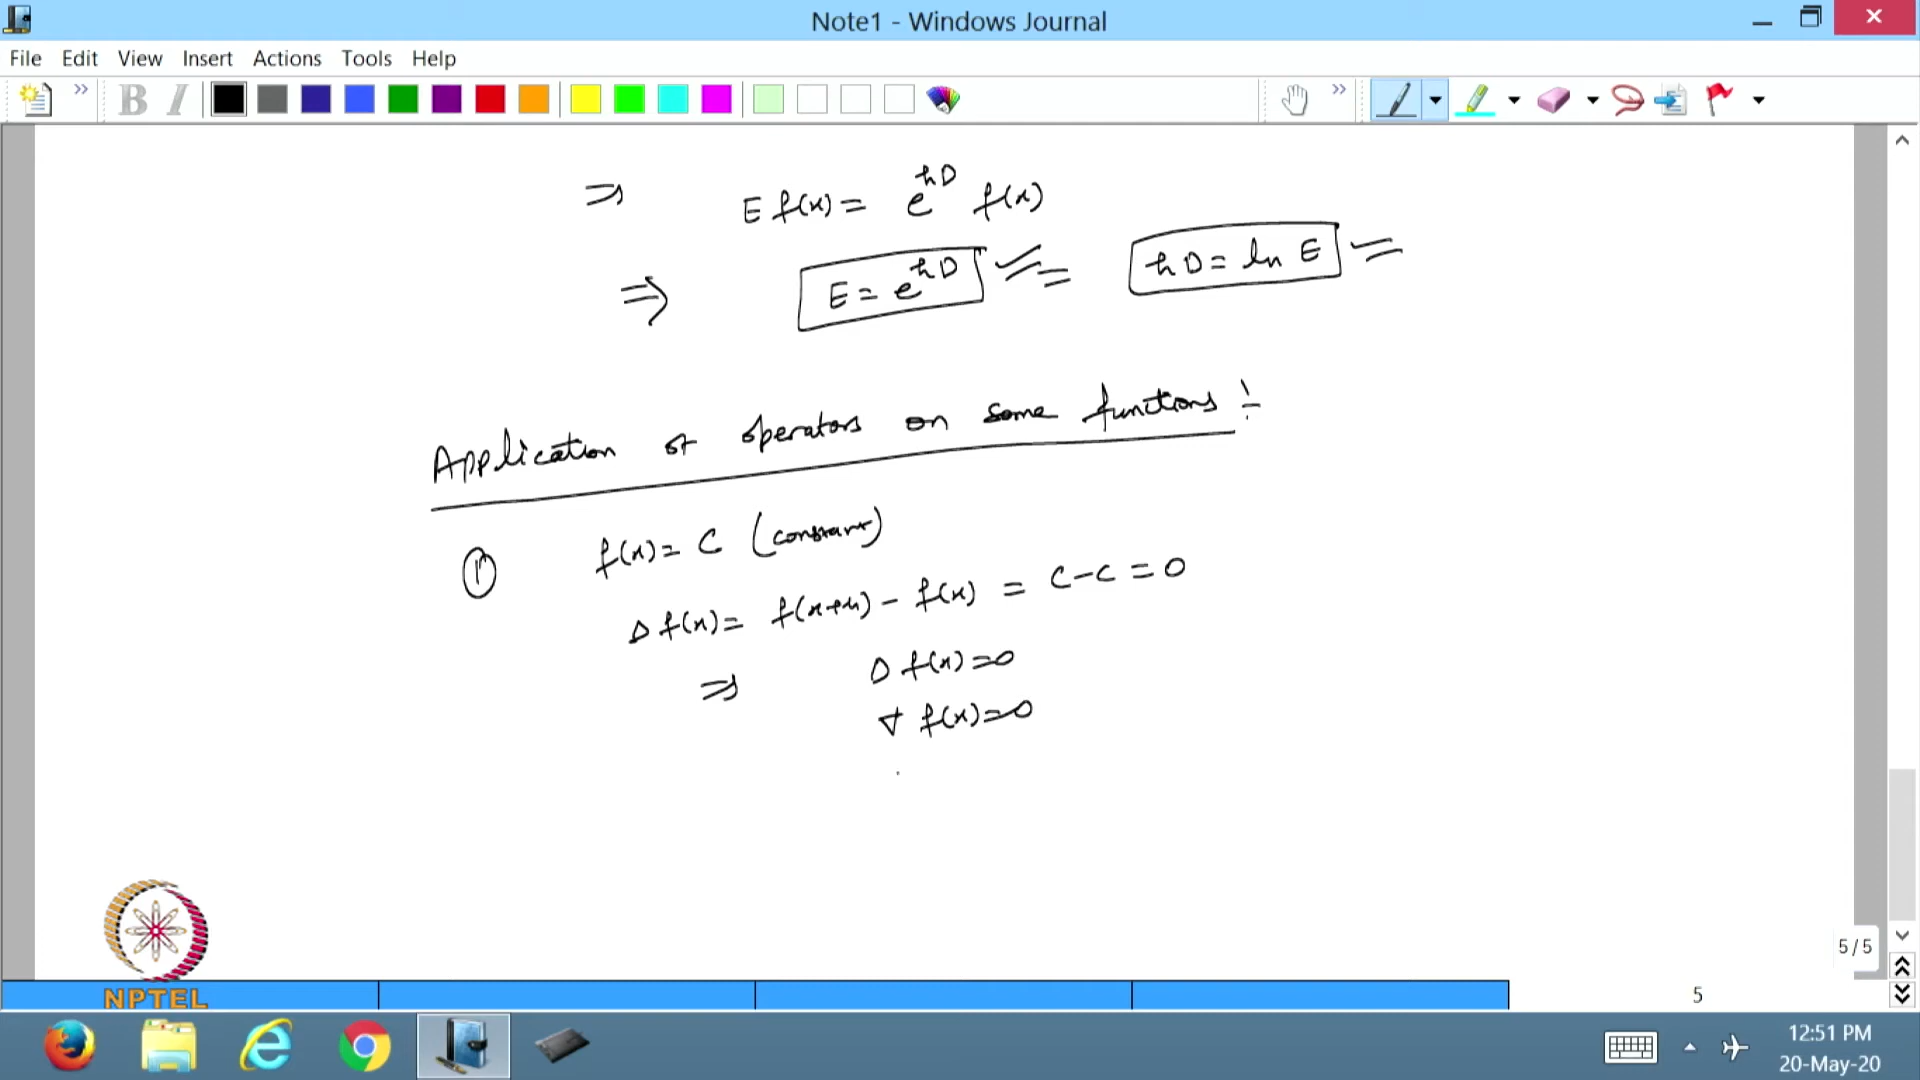 Note1 - Windows Journal
File Edit View Insert Actions Tools Help
B I
⇒ E f(x) = e^{hD} f(x)
⇒ E = e^{hD} hD = ln E
Application of operators on some functions :
① f(x) = C (constant)
Δ f(x) = f(x+h) - f(x) = C - C = 0
⇒ Δ f(x) = 0
∇ f(x) = 0
5 / 5
NPTEL
5
12:51 PM
20-May-20